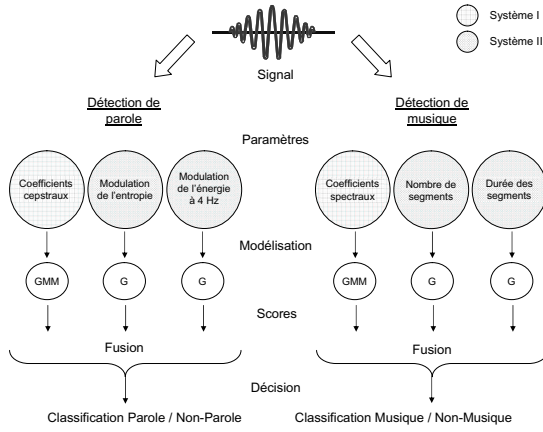 Système I
Système II
Signal
Détection de
parole
Détection de
musique
Paramètres
Coefficients
cepstraux
Modulation
de l'entropie
Modulation
de l'énergie
à 4 Hz
Coefficients
spectraux
Nombre de
segments
Durée des
segments
Modélisation
GMM
G
G
GMM
G
G
Scores
Fusion
Fusion
Décision
Classification Parole / Non-Parole
Classification Musique / Non-Musique